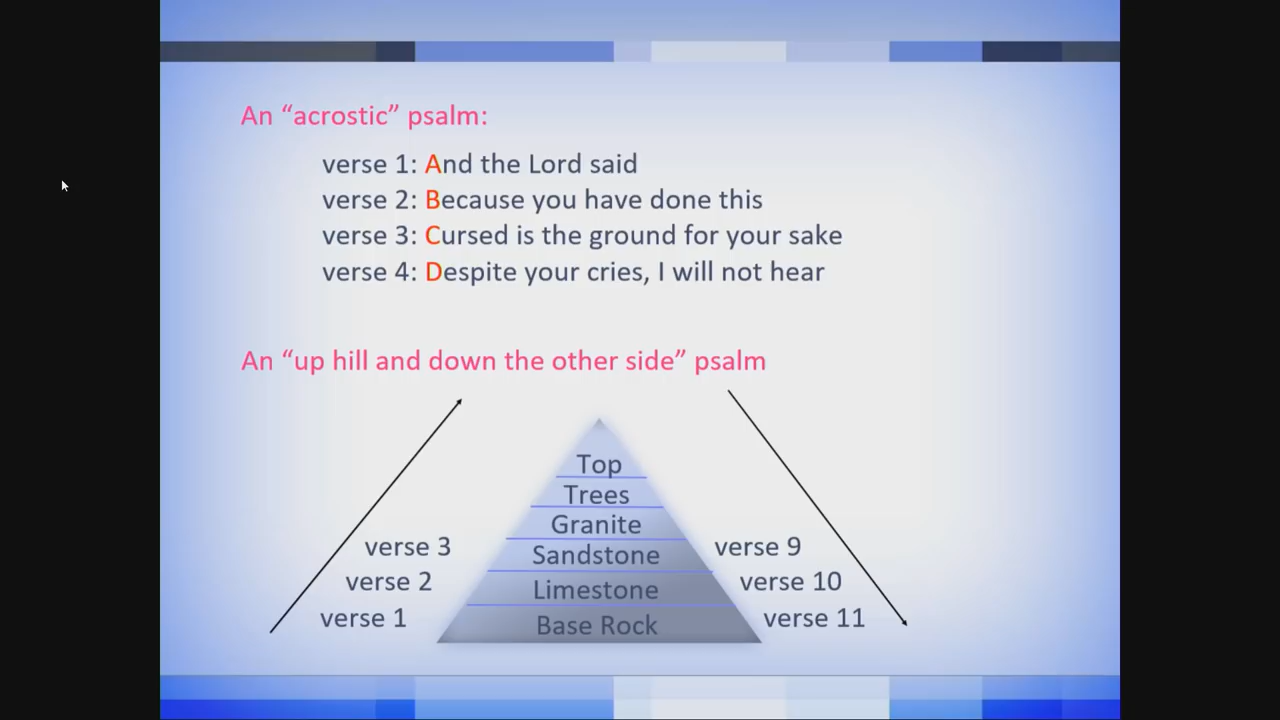 An “acrostic” psalm:
verse 1: And the Lord said
verse 2: Because you have done this
verse 3: Cursed is the ground for your sake
verse 4: Despite your cries, I will not hear
An “up hill and down the other side” psalm
Top
Trees
Granite
verse 3 Sandstone verse 9
verse 2 Limestone verse 10
verse 1 Base Rock verse 11